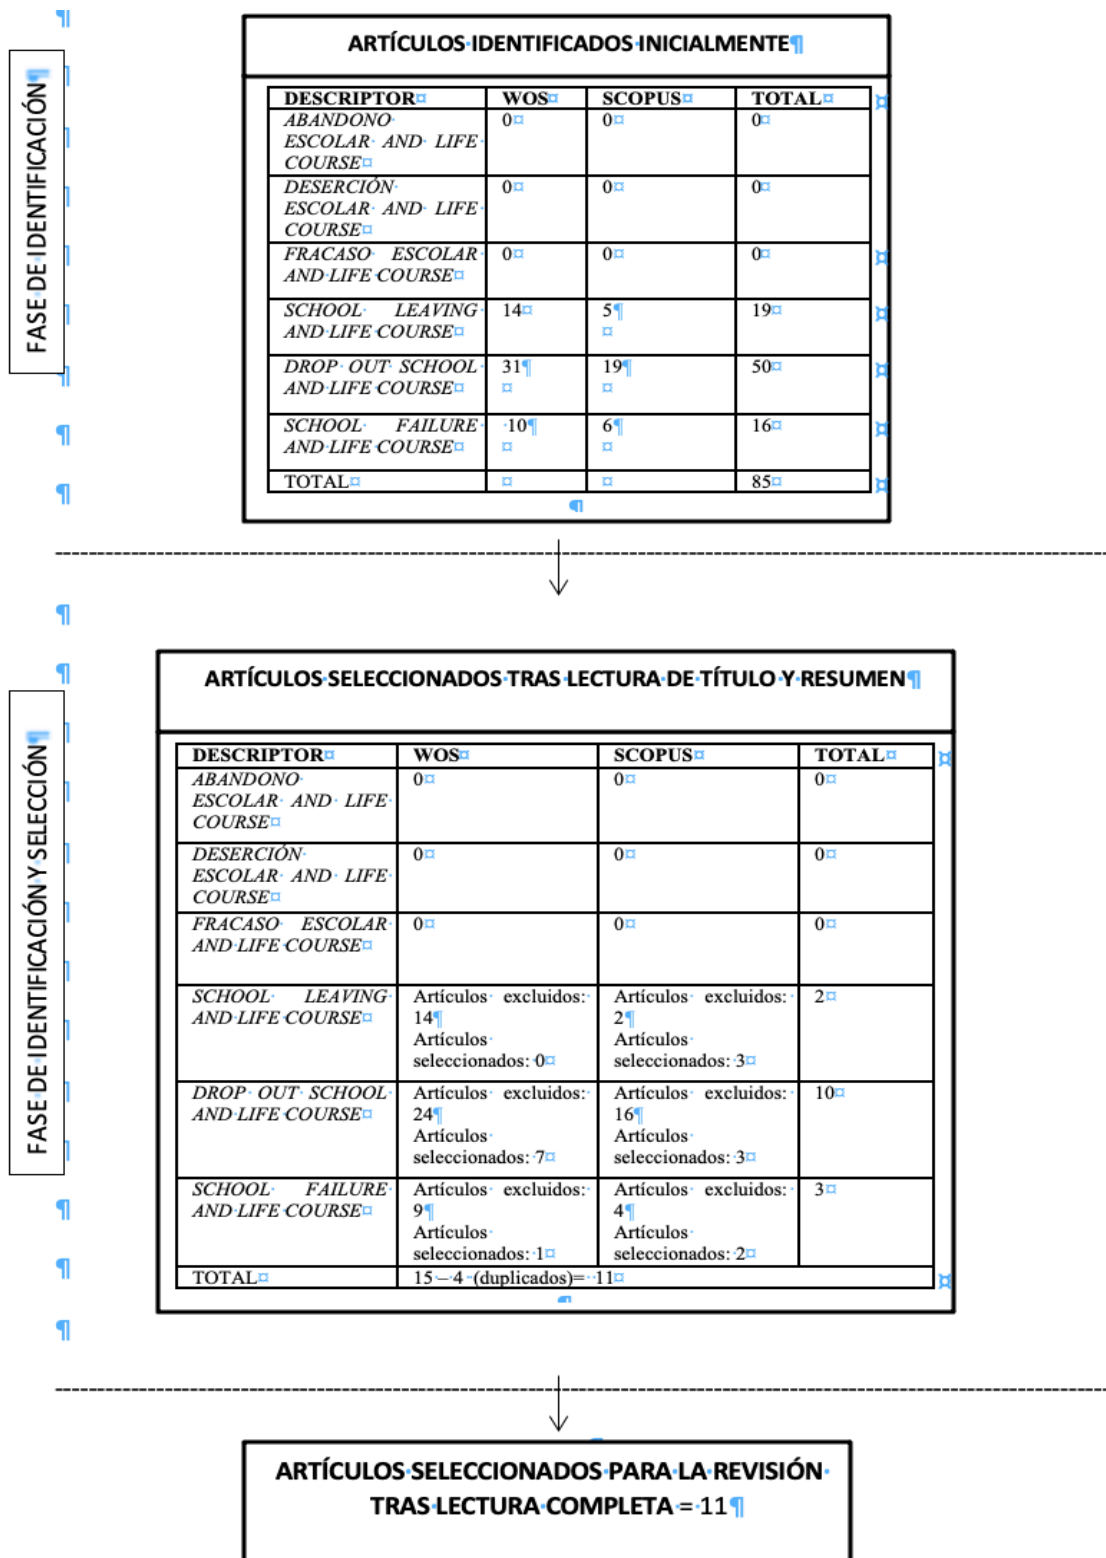 FASE DE IDENTIFICACIÓN
ARTÍCULOS IDENTIFICADOS INICIALMENTE
DESCRIPTOR WOS SCOPUS TOTAL
ABANDONO 0 0 0
ESCOLAR AND LIFE
COURSE
DESERCIÓN 0 0 0
ESCOLAR AND LIFE
COURSE
FRACASO ESCOLAR 0 0 0
AND LIFE COURSE
SCHOOL LEAVING 14 5 19
AND LIFE COURSE
DROP OUT SCHOOL 31 19 50
AND LIFE COURSE
SCHOOL FAILURE 10 6 16
AND LIFE COURSE
TOTAL 85
FASE DE IDENTIFICACIÓN Y SELECCIÓN
ARTÍCULOS SELECCIONADOS TRAS LECTURA DE TÍTULO Y RESUMEN
DESCRIPTOR WOS SCOPUS TOTAL
ABANDONO 0 0 0
ESCOLAR AND LIFE
COURSE
DESERCIÓN 0 0 0
ESCOLAR AND LIFE
COURSE
FRACASO ESCOLAR 0 0 0
AND LIFE COURSE
SCHOOL LEAVING Artículos excluidos: Artículos excluidos: 2
AND LIFE COURSE 14 2
Artículos Artículos
seleccionados: 0 seleccionados: 3
DROP OUT SCHOOL Artículos excluidos: Artículos excluidos: 10
AND LIFE COURSE 24 16
Artículos Artículos
seleccionados: 7 seleccionados: 3
SCHOOL FAILURE Artículos excluidos: Artículos excluidos: 3
AND LIFE COURSE 9 4
Artículos Artículos
seleccionados: 1 seleccionados: 2
TOTAL 15 – 4 (duplicados)= 11
ARTÍCULOS SELECCIONADOS PARA LA REVISIÓN
TRAS LECTURA COMPLETA = 11